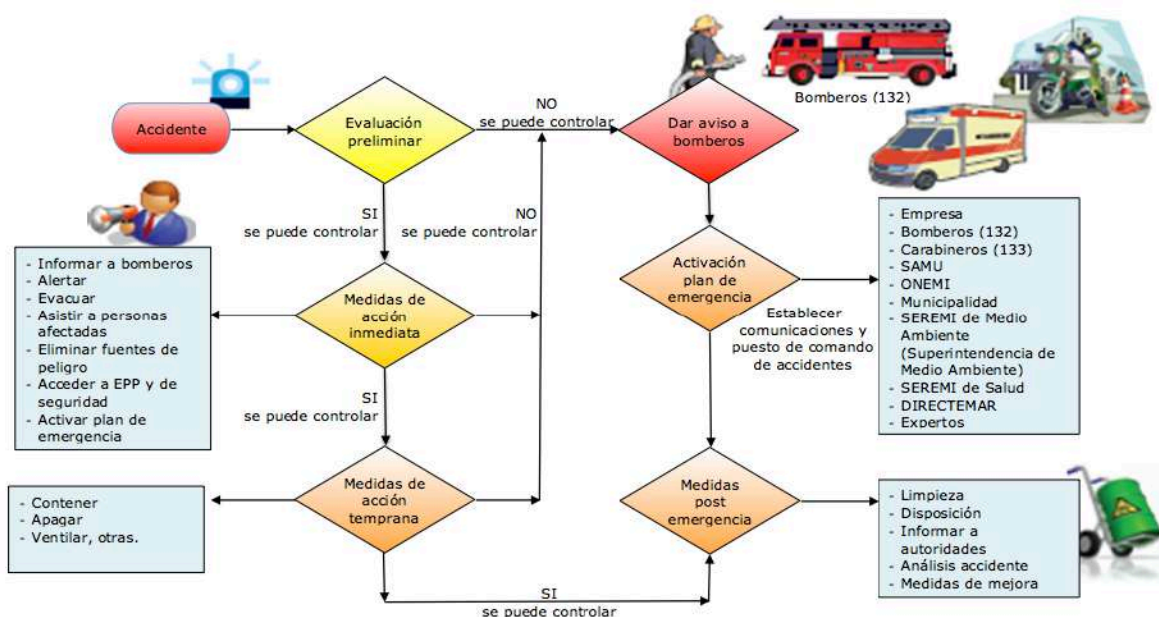 Bomberos (132)
Accidente
Evaluación
preliminar
NO
se puede controlar
Dar aviso a
bomberos
SI
se puede controlar
NO
se puede
controlar
- Informar a bomberos
- Alertar
- Evacuar
- Asistir a personas
afectadas
- Eliminar fuentes de
peligro
- Acceder a EPP y de
seguridad
- Activar plan de
emergencia
Medidas de
acción
inmediata
Activación
plan de
emergencia
Establecer
comunicaciones y
puesto de comando
de accidentes
- Empresa
- Bomberos (132)
- Carabineros (133)
- SAMU
- ONEMI
- Municipalidad
- SEREMI de Medio
Ambiente
(Superintendencia de
Medio Ambiente)
- SEREMI de Salud
- DIRECTEMAR
- Expertos
SI
se puede controlar
- Contener
- Apagar
- Ventilar, otras.
Medidas de
acción
temprana
Medidas
post
emergencia
- Limpieza
- Disposición
- Informar a
autoridades
- Análisis accidente
- Medidas de mejora
SI
se puede controlar